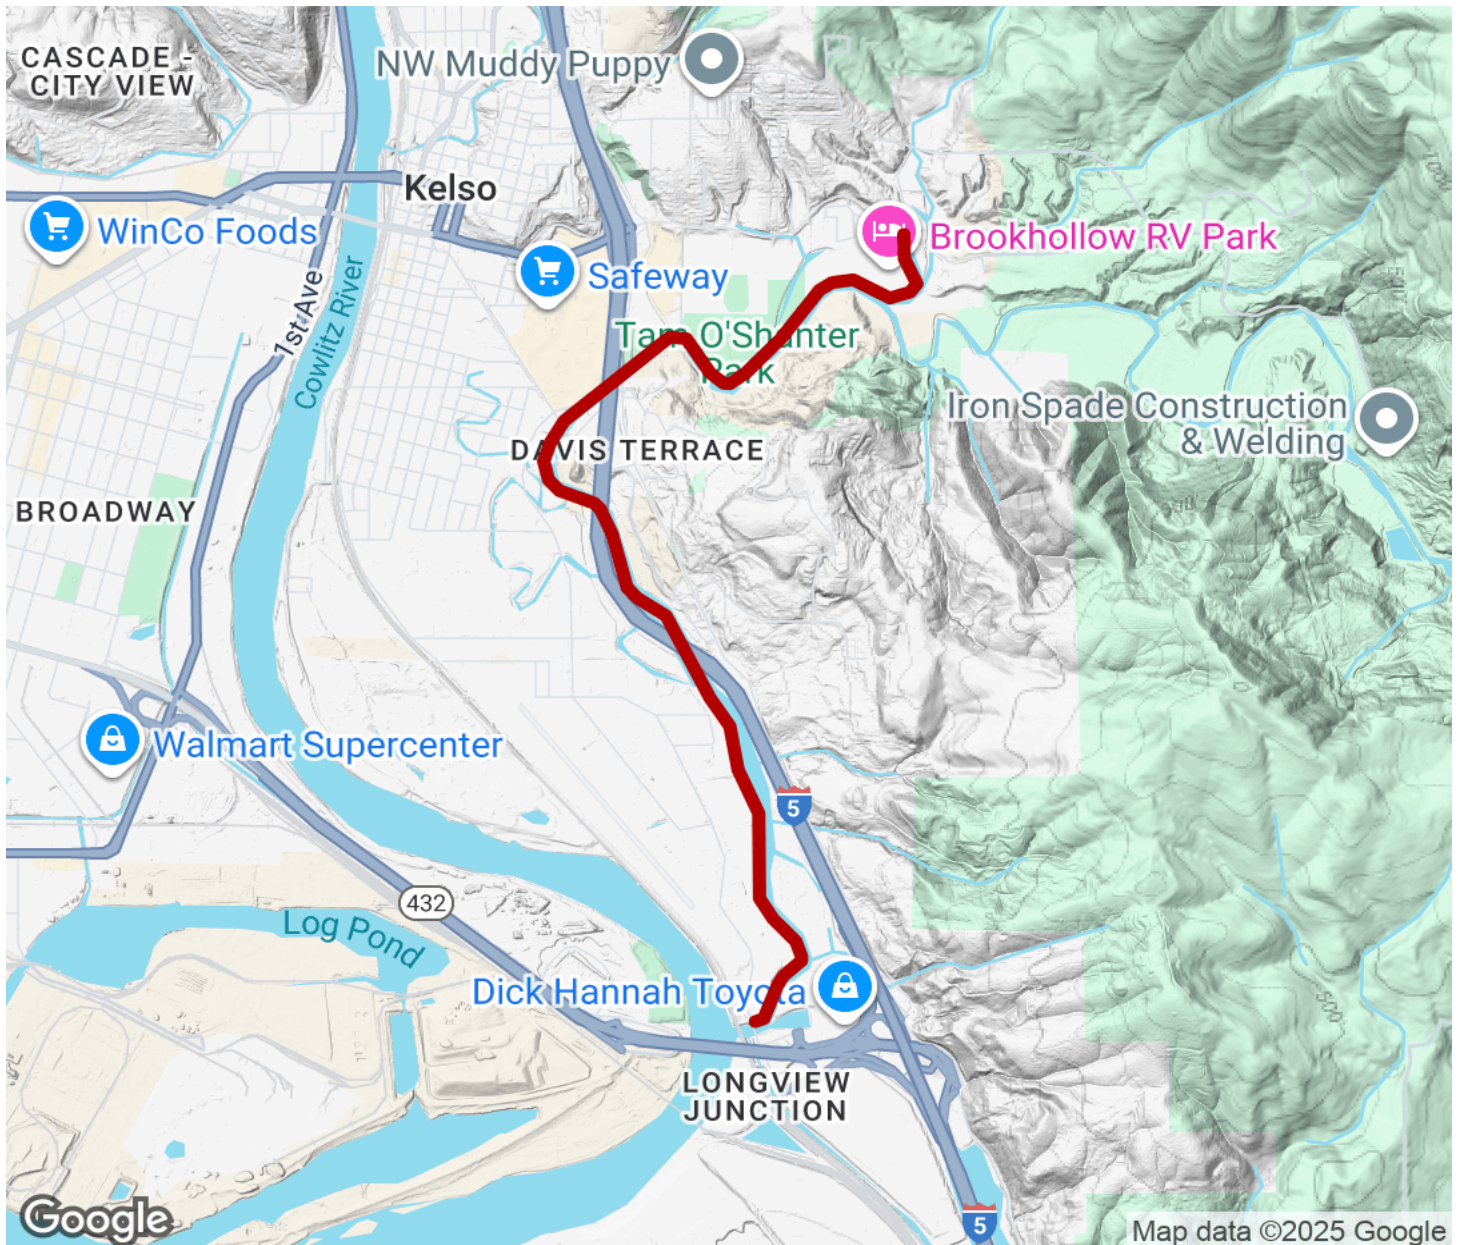 CASCADE -
CITY VIEW
NW Muddy Puppy
Kelso
WinCo Foods
Brookhollow RV Park
Safeway
1st Ave
Cowlitz River
Tam O'Shanter
Park
Iron Spade Construction
& Welding
DAVIS TERRACE
BROADWAY
500
Walmart Supercenter
5
432
Log Pond
Dick Hannah Toyota
500
LONGVIEW
JUNCTION
5
Google
Map data ©2025 Google